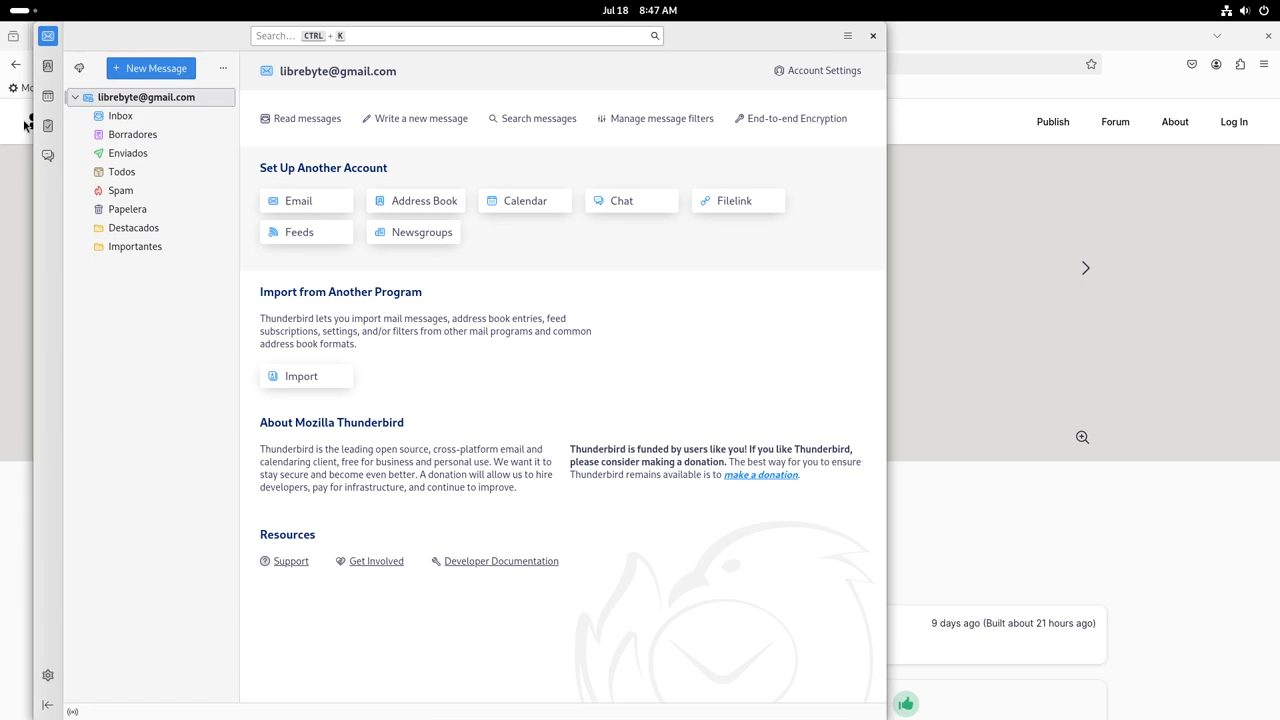 Jul 18 8:47 AM
Search... CTRL + K
New Message
librebyte@gmail.com
Inbox
Borradores
Enviados
Todos
Spam
Papelera
Destacados
Importantes
librebyte@gmail.com
Account Settings
Read messages
Write a new message
Search messages
Manage message filters
End-to-end Encryption
Set Up Another Account
Email
Address Book
Calendar
Chat
Filelink
Feeds
Newsgroups
Import from Another Program
Thunderbird lets you import mail messages, address book entries, feed
subscriptions, settings, and/or filters from other mail programs and common
address book formats.
Import
About Mozilla Thunderbird
Thunderbird is the leading open source, cross-platform email and
calendaring client, free for business and personal use. We want it to
stay secure and become even better. A donation will allow us to hire
developers, pay for infrastructure, and continue to improve.
Thunderbird is funded by users like you! If you like Thunderbird,
please consider making a donation. The best way for you to ensure
Thunderbird remains available is to make a donation.
Resources
Support
Get Involved
Developer Documentation
Publish
Forum
About
Log In
9 days ago (Built about 21 hours ago)